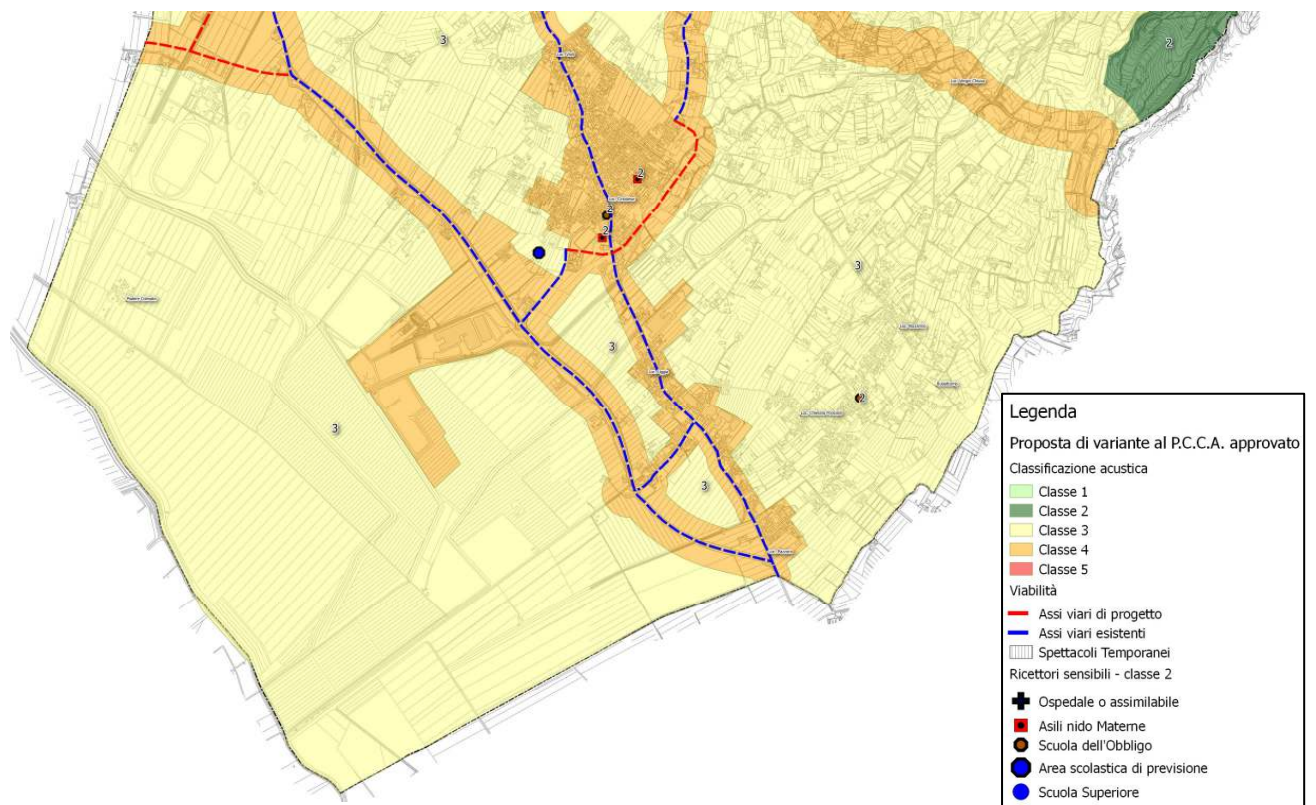 3
2
2
2
2
3
3
3
2
3
Legenda
Proposta di variante al P.C.C.A. approvato
Classificazione acustica
Classe 1
Classe 2
Classe 3
Classe 4
Classe 5
Viabilità
Assi viari di progetto
Assi viari esistenti
Spettacoli Temporanei
Ricettori sensibili - classe 2
Ospedale o assimilabile
Asili nido Materne
Scuola dell'Obbligo
Area scolastica di previsione
Scuola Superiore